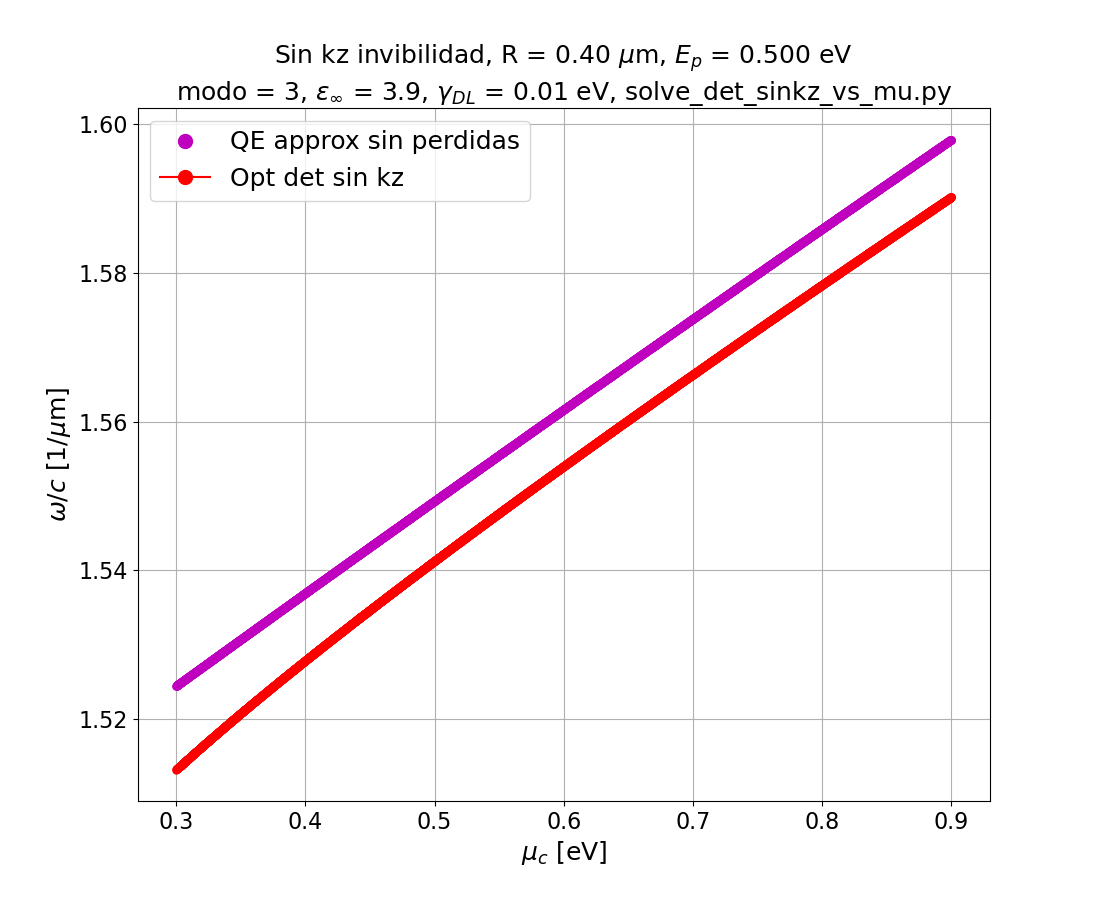 Sin kz invibilidad, R = 0.40 μm, E_p = 0.500 eV
modo = 3, ε_∞ = 3.9, γ_DL = 0.01 eV, solve_det_sinkz_vs_mu.py
QE approx sin perdidas
Opt det sin kz
1.60
1.58
1.56
1.54
1.52
ω/c [1/μm]
0.3 0.4 0.5 0.6 0.7 0.8 0.9
μ_c [eV]